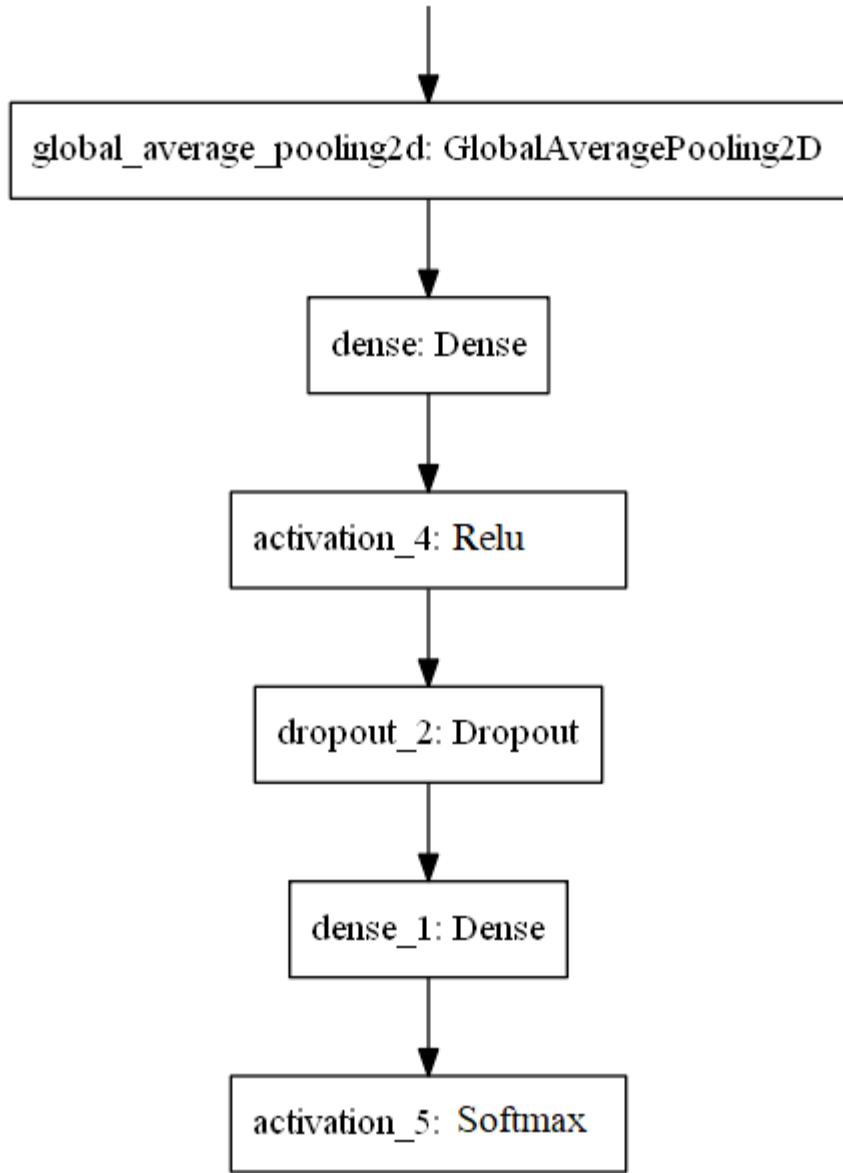 global_average_pooling2d: GlobalAveragePooling2D
dense: Dense
activation_4: Relu
dropout_2: Dropout
dense_1: Dense
activation_5: Softmax